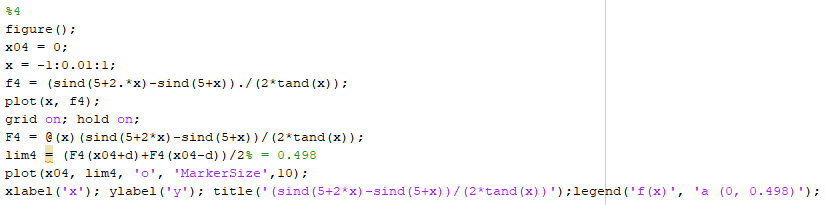 %4
figure();
x04 = 0;
x = -1:0.01:1;
f4 = (sind(5+2.*x)-sind(5+x))./(2*tand(x));
plot(x, f4);
grid on; hold on;
F4 = @(x)(sind(5+2*x)-sind(5+x))/(2*tand(x));
lim4 = (F4(x04+d)+F4(x04-d))/2% = 0.498
plot(x04, lim4, 'o', 'MarkerSize',10);
xlabel('x'); ylabel('y'); title('(sind(5+2*x)-sind(5+x))/(2*tand(x))');legend('f(x)', 'a (0, 0.498)');